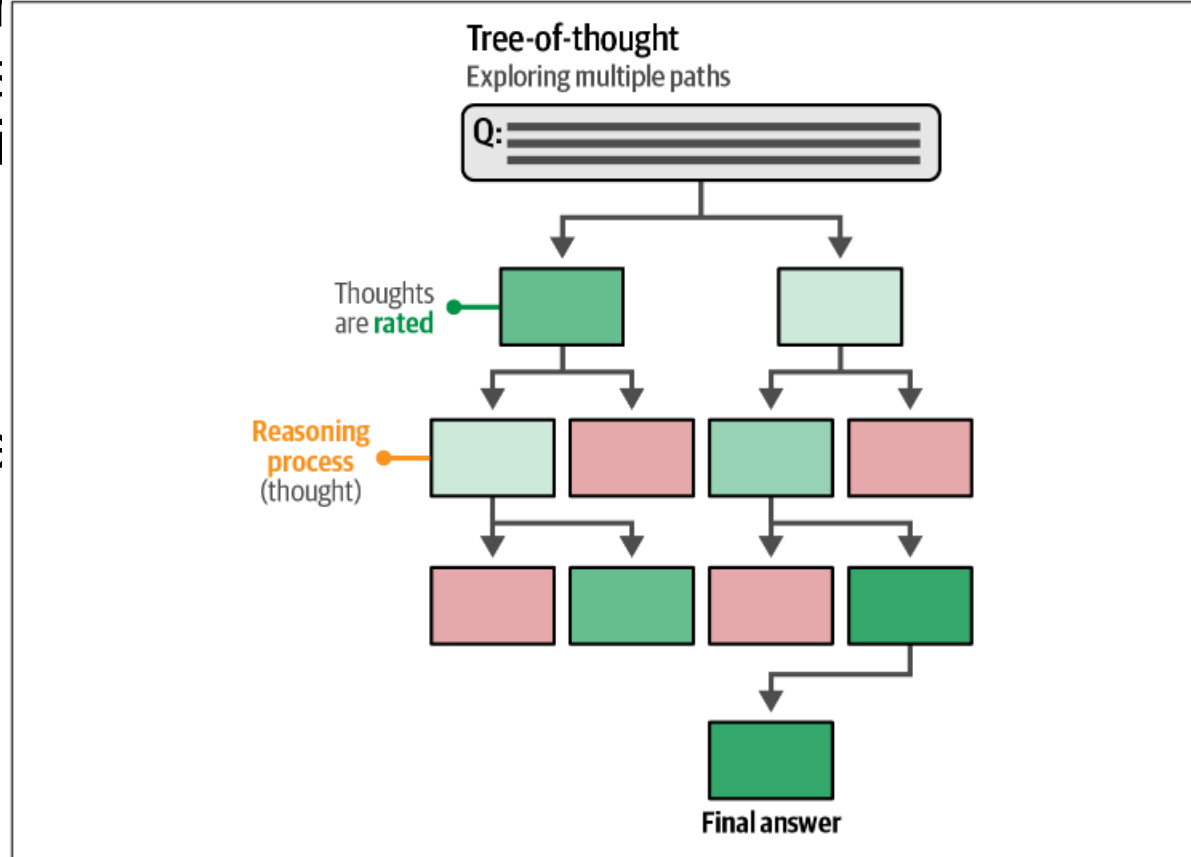 Tree-of-thought
Exploring multiple paths
Q:
Thoughts
are rated
Reasoning
process
(thought)
Final answer